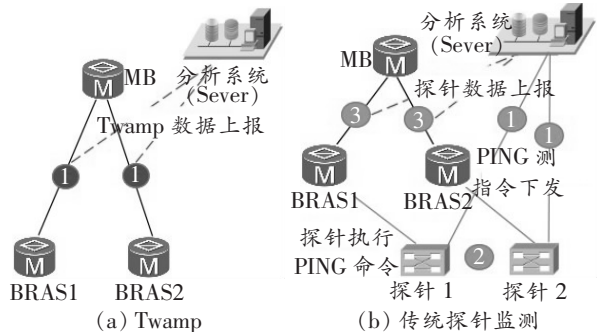 MB
M
分析系统
(Sever)
Twamp 数据上报
1
1
M
M
BRAS1
BRAS2
(a) Twamp
分析系统
(Sever)
MB
M
探针数据上报
3
3
1
1
M
M
PING 测
指令下发
BRAS1
BRAS2
探针执行
PING 命令
2
探针 1
探针 2
(b) 传统探针监测